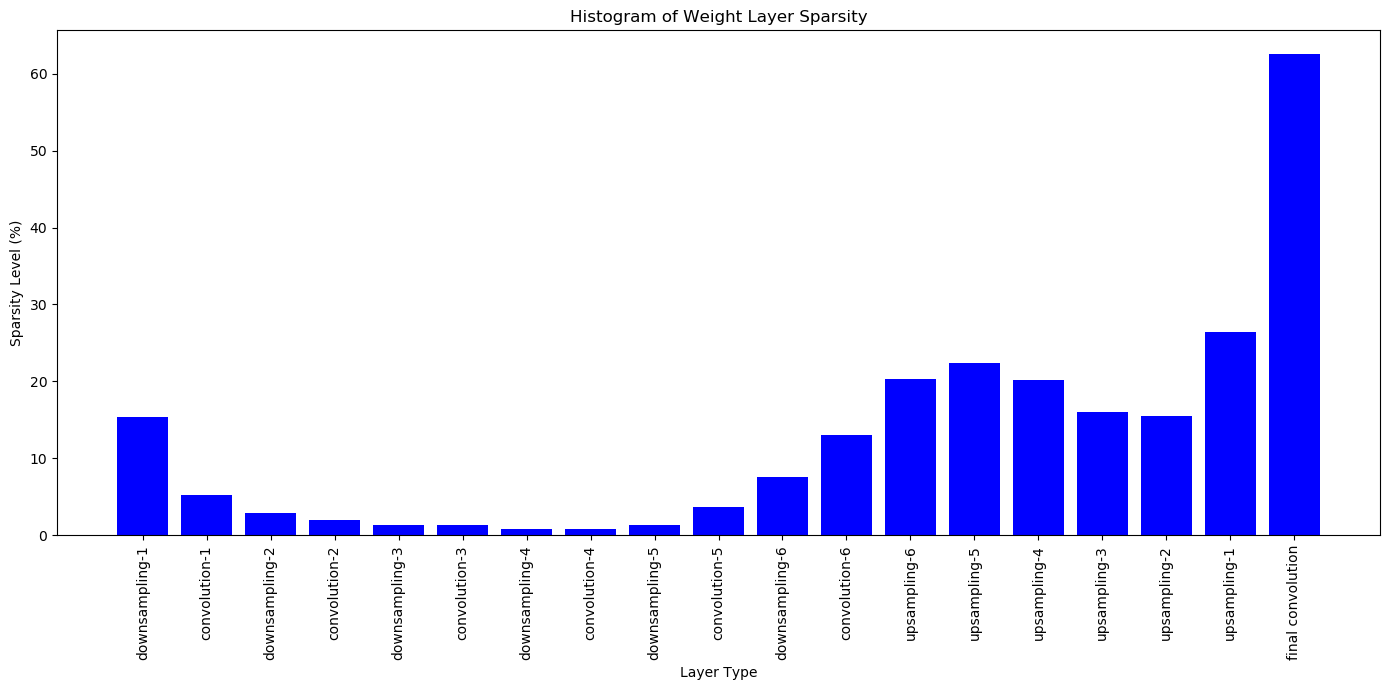 Histogram of Weight Layer Sparsity
Sparsity Level (%)
60
50
40
30
20
10
0
downsampling-1
convolution-1
downsampling-2
convolution-2
downsampling-3
convolution-3
downsampling-4
convolution-4
downsampling-5
convolution-5
downsampling-6
convolution-6
upsampling-6
upsampling-5
upsampling-4
upsampling-3
upsampling-2
upsampling-1
final convolution
Layer Type